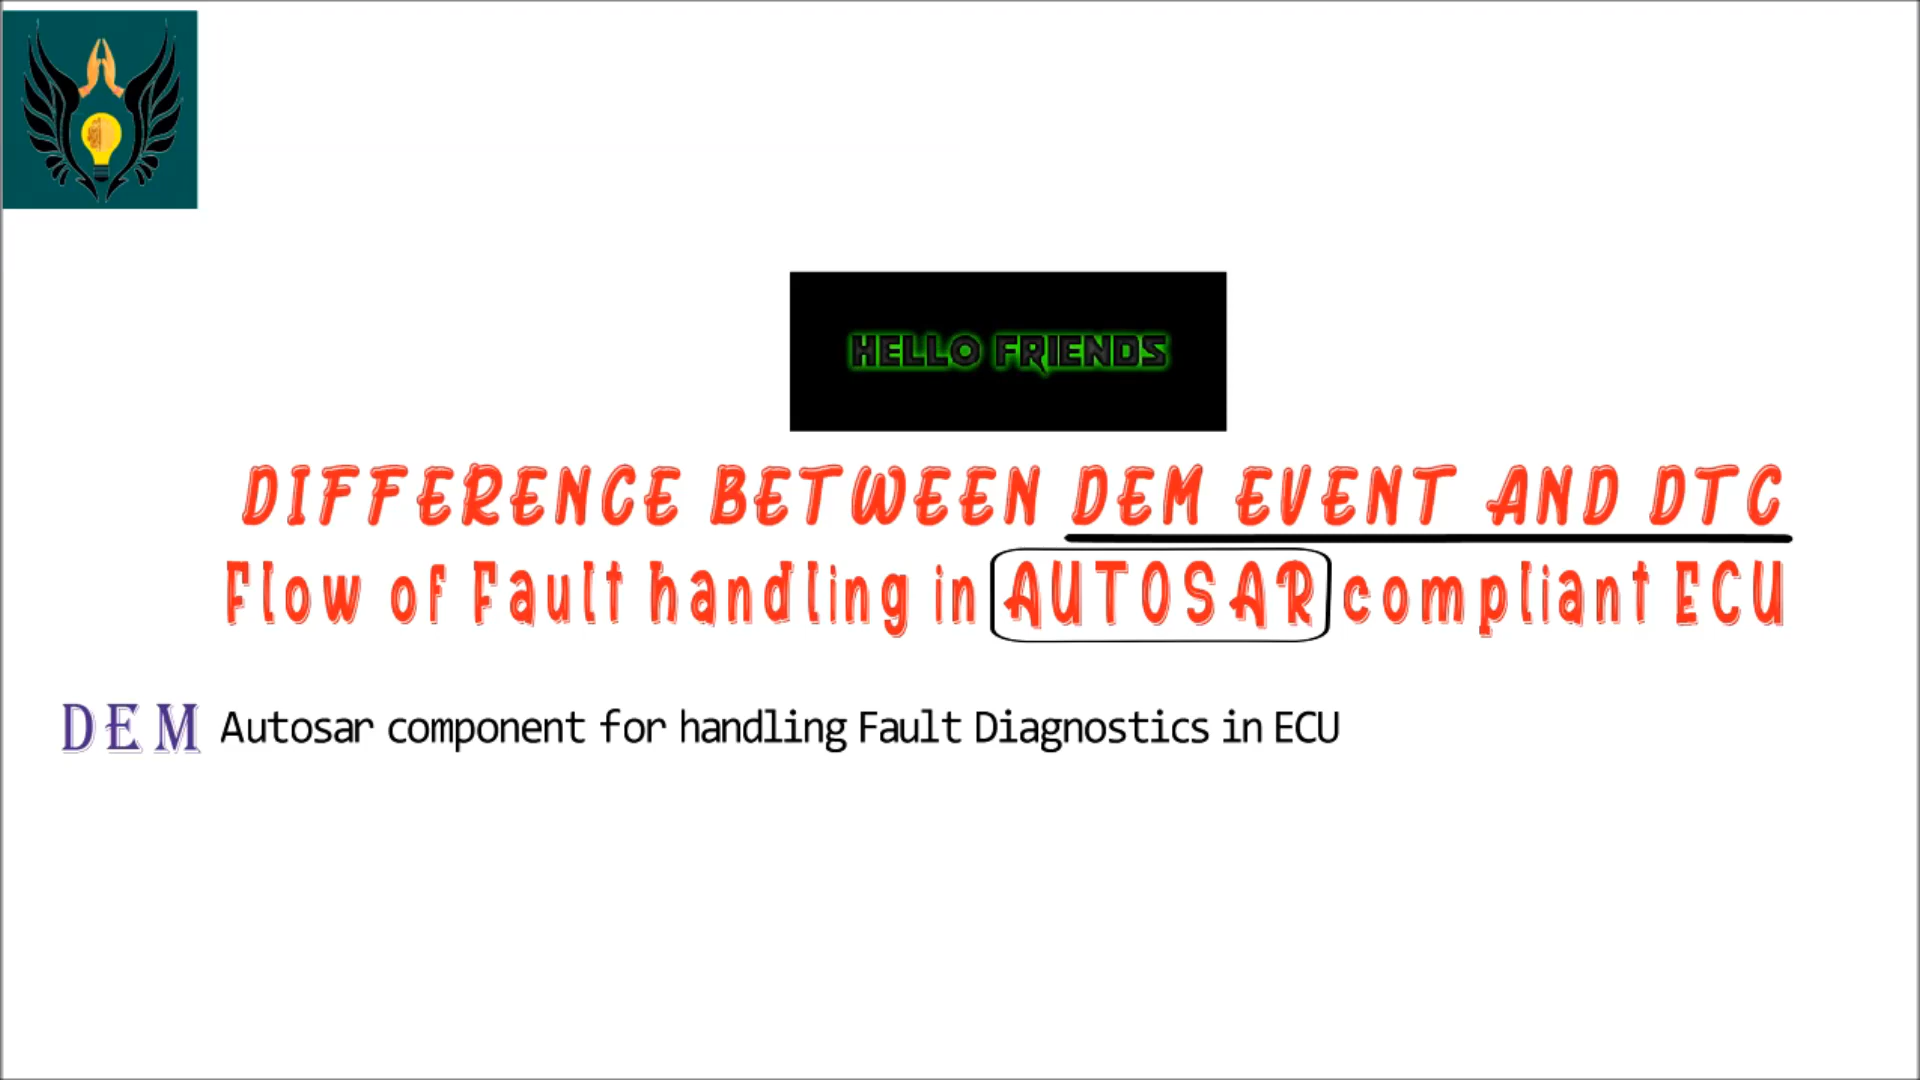 HELLO FRIENDS
DIFFERENCE BETWEEN DEM EVENT AND DTC
Flow of Fault handling in AUTOSAR compliant ECU
DEM Autosar component for handling Fault Diagnostics in ECU